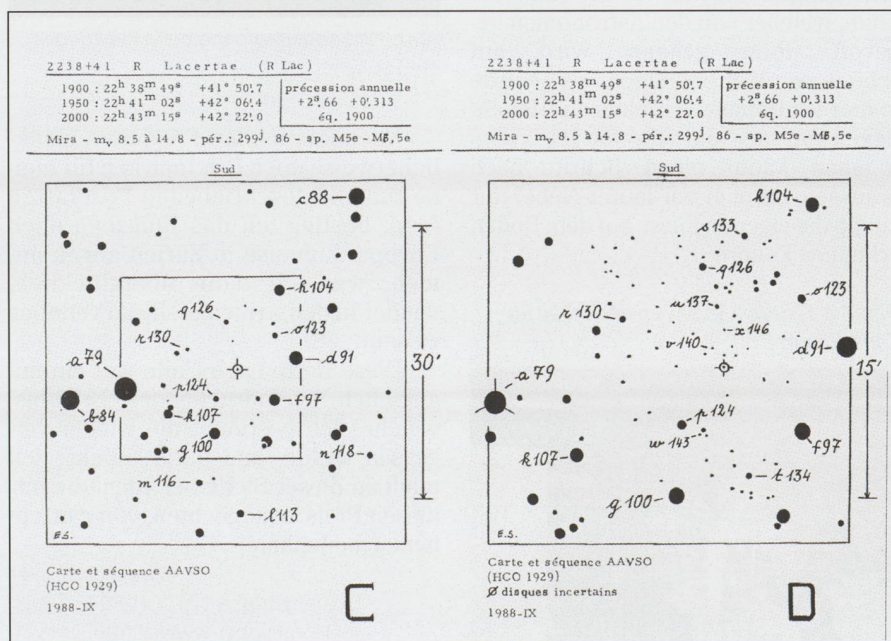 2238+41 R Lacertae (R Lac)
1900 : 22h 38m 49s +41° 50'.7
1950 : 22h 41m 02s +42° 06'.4
2000 : 22h 43m 15s +42° 22'.0
précession annuelle
+2s.66 +0'.313
éq. 1900
Mira - mv 8.5 à 14.8 - pér.: 299j. 86 - sp. M5e - M8,5e
Sud
c88
h104
q126
o123
r130
d91
a79
30'
p124
f97
b84
k107
g100
n118
m116
l113
E.S.
Carte et séquence AAVSO
(HCO 1929)
1988-IX
C
2238+41 R Lacertae (R Lac)
1900 : 22h 38m 49s +41° 50'.7
1950 : 22h 41m 02s +42° 06'.4
2000 : 22h 43m 15s +42° 22'.0
précession annuelle
+2s.66 +0'.313
éq. 1900
Mira - mv 8.5 à 14.8 - pér.: 299j. 86 - sp. M5e - M8,5e
Sud
h104
s133
q126
o123
u137
r130
x146
v140
d91
15'
a79
p124
w143
f97
k107
t134
g100
E.S.
Carte et séquence AAVSO
(HCO 1929)
Ø disques incertains
1988-IX
D